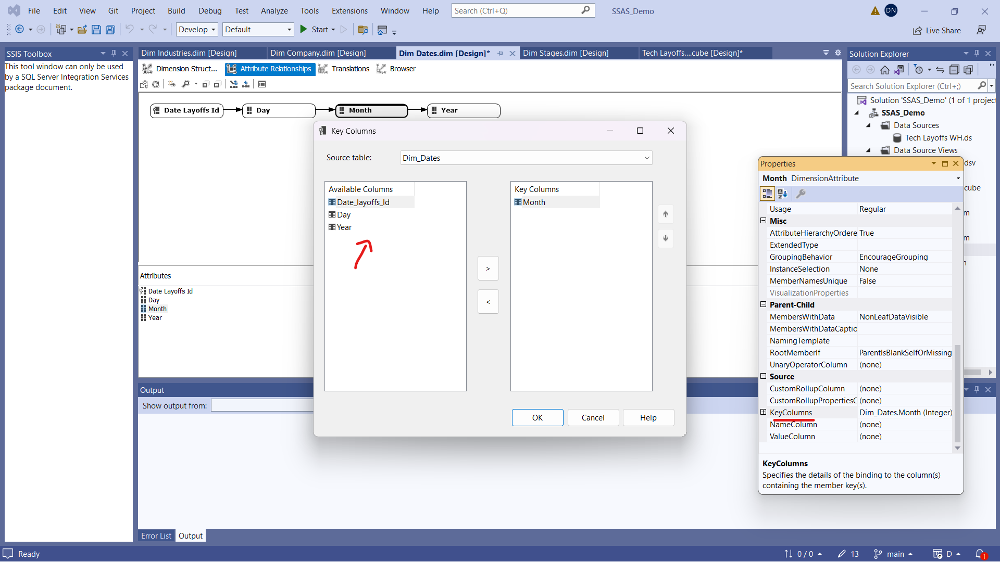 File Edit View Git Project Build Debug Test Analyze Tools Extensions Window Help Search (Ctrl+Q) SSAS_Demo DN
Develop Default Start Live Share
SSIS Toolbox
This tool window can only be used
by a SQL Server Integration Services
package document.
Dim Industries.dim [Design] Dim Company.dim [Design] Dim Dates.dim [Design]* Dim Stages.dim [Design] Tech Layoffs....cube [Design]*
Dimension Struct... Attribute Relationships Translations Browser
Date Layoffs Id Day Month Year
Key Columns
Source table: Dim_Dates
Available Columns
Date_layoffs_Id
Day
Year
Key Columns
Month
>
<
OK Cancel Help
Attributes
Date Layoffs Id
Day
Month
Year
Output
Show output from:
Error List Output
Solution Explorer
Search Solution Explorer (Ctrl+;)
Solution 'SSAS_Demo' (1 of 1 project
SSAS_Demo
Data Sources
Tech Layoffs WH.ds
Data Source Views
dsv
cube
m
m
n
Properties
Month DimensionAttribute
Usage Regular
Misc
AttributeHierarchyOrdere True
ExtendedType
GroupingBehavior EncourageGrouping
InstanceSelection None
MemberNamesUnique False
VisualizationProperties
Parent-Child
MembersWithData NonLeafDataVisible
MembersWithDataCaptio
NamingTemplate
RootMemberIf ParentIsBlankSelfOrMissing
UnaryOperatorColumn (none)
Source
CustomRollupColumn (none)
CustomRollupPropertiesC (none)
KeyColumns Dim_Dates.Month (Integer)
NameColumn (none)
ValueColumn (none)
KeyColumns
Specifies the details of the binding to the column(s)
containing the member key(s).
Ready 0 / 0 13 main D 1